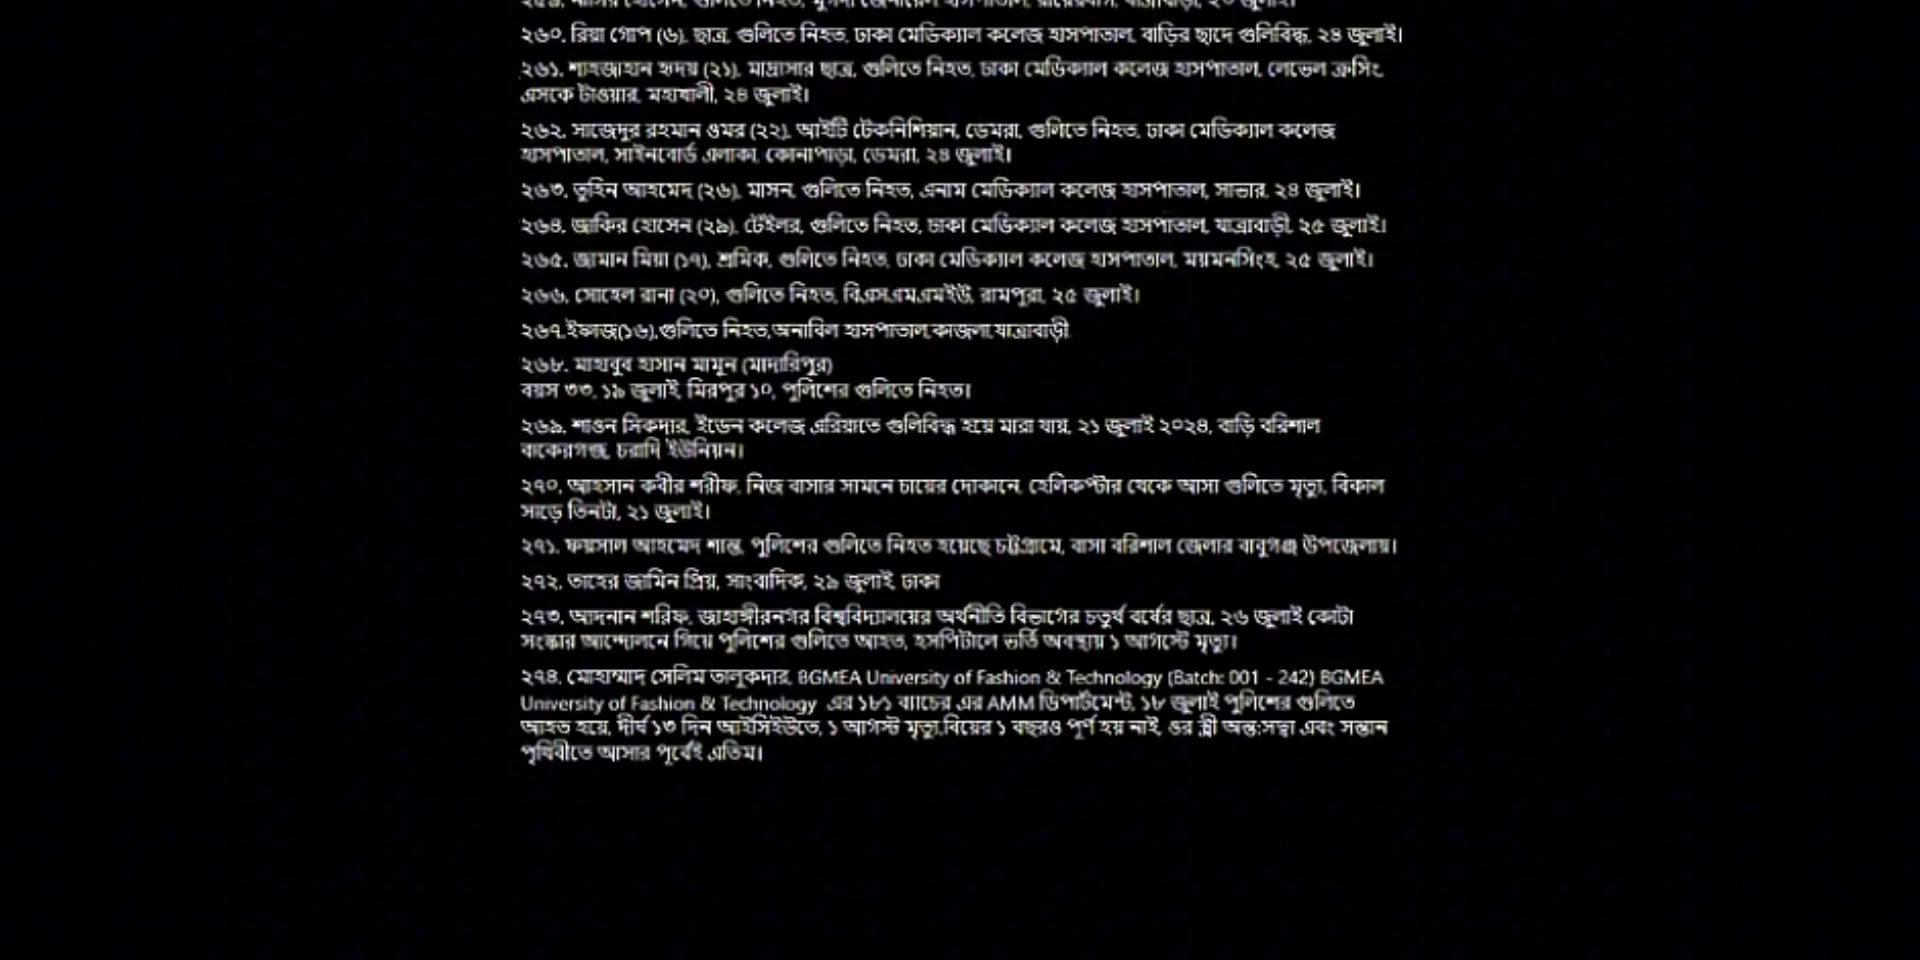 ২৫৯. নাসির হোসেন, গুলিতে নিহত, মুগদা জেনারেল হাসপাতাল, রায়েরবাগ, যাত্রাবাড়ী, ২৩ জুলাই।
২৬০. রিয়া গোপ (৬), ছাত্র, গুলিতে নিহত, ঢাকা মেডিক্যাল কলেজ হাসপাতাল, বাড়ির ছাদে গুলিবিদ্ধ, ২৪ জুলাই।
২৬১. শাহজাহান হৃদয় (২১), মাদ্রাসার ছাত্র, গুলিতে নিহত, ঢাকা মেডিক্যাল কলেজ হাসপাতাল, লেভেল ক্রসিং,
এসকে টাওয়ার, মহাখালী, ২৪ জুলাই।
২৬২. সাজেদুর রহমান ওমর (২২), আইটি টেকনিশিয়ান, ডেমরা, গুলিতে নিহত, ঢাকা মেডিক্যাল কলেজ
হাসপাতাল, সাইনবোর্ড এলাকা, কোনাপাড়া, ডেমরা, ২৪ জুলাই।
২৬৩. তুহিন আহমেদ (২৬), মাসন, গুলিতে নিহত, এনাম মেডিক্যাল কলেজ হাসপাতাল, সাভার, ২৪ জুলাই।
২৬৪. জাকির হোসেন (২৯), টেইলর, গুলিতে নিহত, ঢাকা মেডিক্যাল কলেজ হাসপাতাল, যাত্রাবাড়ী, ২৫ জুলাই।
২৬৫. জামান মিয়া (১৭), শ্রমিক, গুলিতে নিহত, ঢাকা মেডিক্যাল কলেজ হাসপাতাল, ময়মনসিংহ, ২৫ জুলাই।
২৬৬. সোহেল রানা (২০), গুলিতে নিহত, বিএসএমএমইউ, রামপুরা, ২৫ জুলাই।
২৬৭.ইফাজ(১৬),গুলিতে নিহত,অনাবিল হাসপাতাল,কাজলা,যাত্রাবাড়ী
২৬৮. মাহাবুব হাসান মামুন (মাদারিপুর)
বয়স ৩৩, ১৯ জুলাই, মিরপুর ১০, পুলিশের গুলিতে নিহত।
২৬৯. শাওন সিকদার, ইডেন কলেজ এরিয়াতে গুলিবিদ্ধ হয়ে মারা যায়, ২১ জুলাই ২০২৪, বাড়ি বরিশাল
বাকেরগঞ্জ, চরাদি ইউনিয়ন।
২৭০. আহসান কবীর শরীফ, নিজ বাসার সামনে চায়ের দোকানে, হেলিকপ্টার থেকে আসা গুলিতে মৃত্যু, বিকাল
সাড়ে তিনটা, ২১ জুলাই।
২৭১. ফয়সাল আহমেদ শান্ত, পুলিশের গুলিতে নিহত হয়েছে চট্টগ্রামে, বাসা বরিশাল জেলার বাবুগঞ্জ উপজেলায়।
২৭২. তাহের জামিন প্রিয়, সাংবাদিক, ২৯ জুলাই, ঢাকা
২৭৩. আদনান শরিফ, জাহাঙ্গীরনগর বিশ্ববিদ্যালয়ের অর্থনীতি বিভাগের চতুর্থ বর্ষের ছাত্র, ২৬ জুলাই কোটা
সংস্কার আন্দোলনে গিয়ে পুলিশের গুলিতে আহত, হসপিটালে ভর্তি অবস্থায় ১ আগস্টে মৃত্যু।
২৭৪. মোহাম্মাদ সেলিম তালুকদার, BGMEA University of Fashion & Technology (Batch: 001 - 242) BGMEA
University of Fashion & Technology এর ১৮১ ব্যাচের এর AMM ডিপার্টমেন্ট, ১৮ জুলাই পুলিশের গুলিতে
আহত হয়ে, দীর্ঘ ১৩ দিন আইসিইউতে, ১ আগস্ট মৃত্যু,বিয়ের ১ বছরও পূর্ণ হয় নাই, ওর স্ত্রী অন্ত:সত্বা এবং সন্তান
পৃথিবীতে আসার পূর্বেই এতিম।